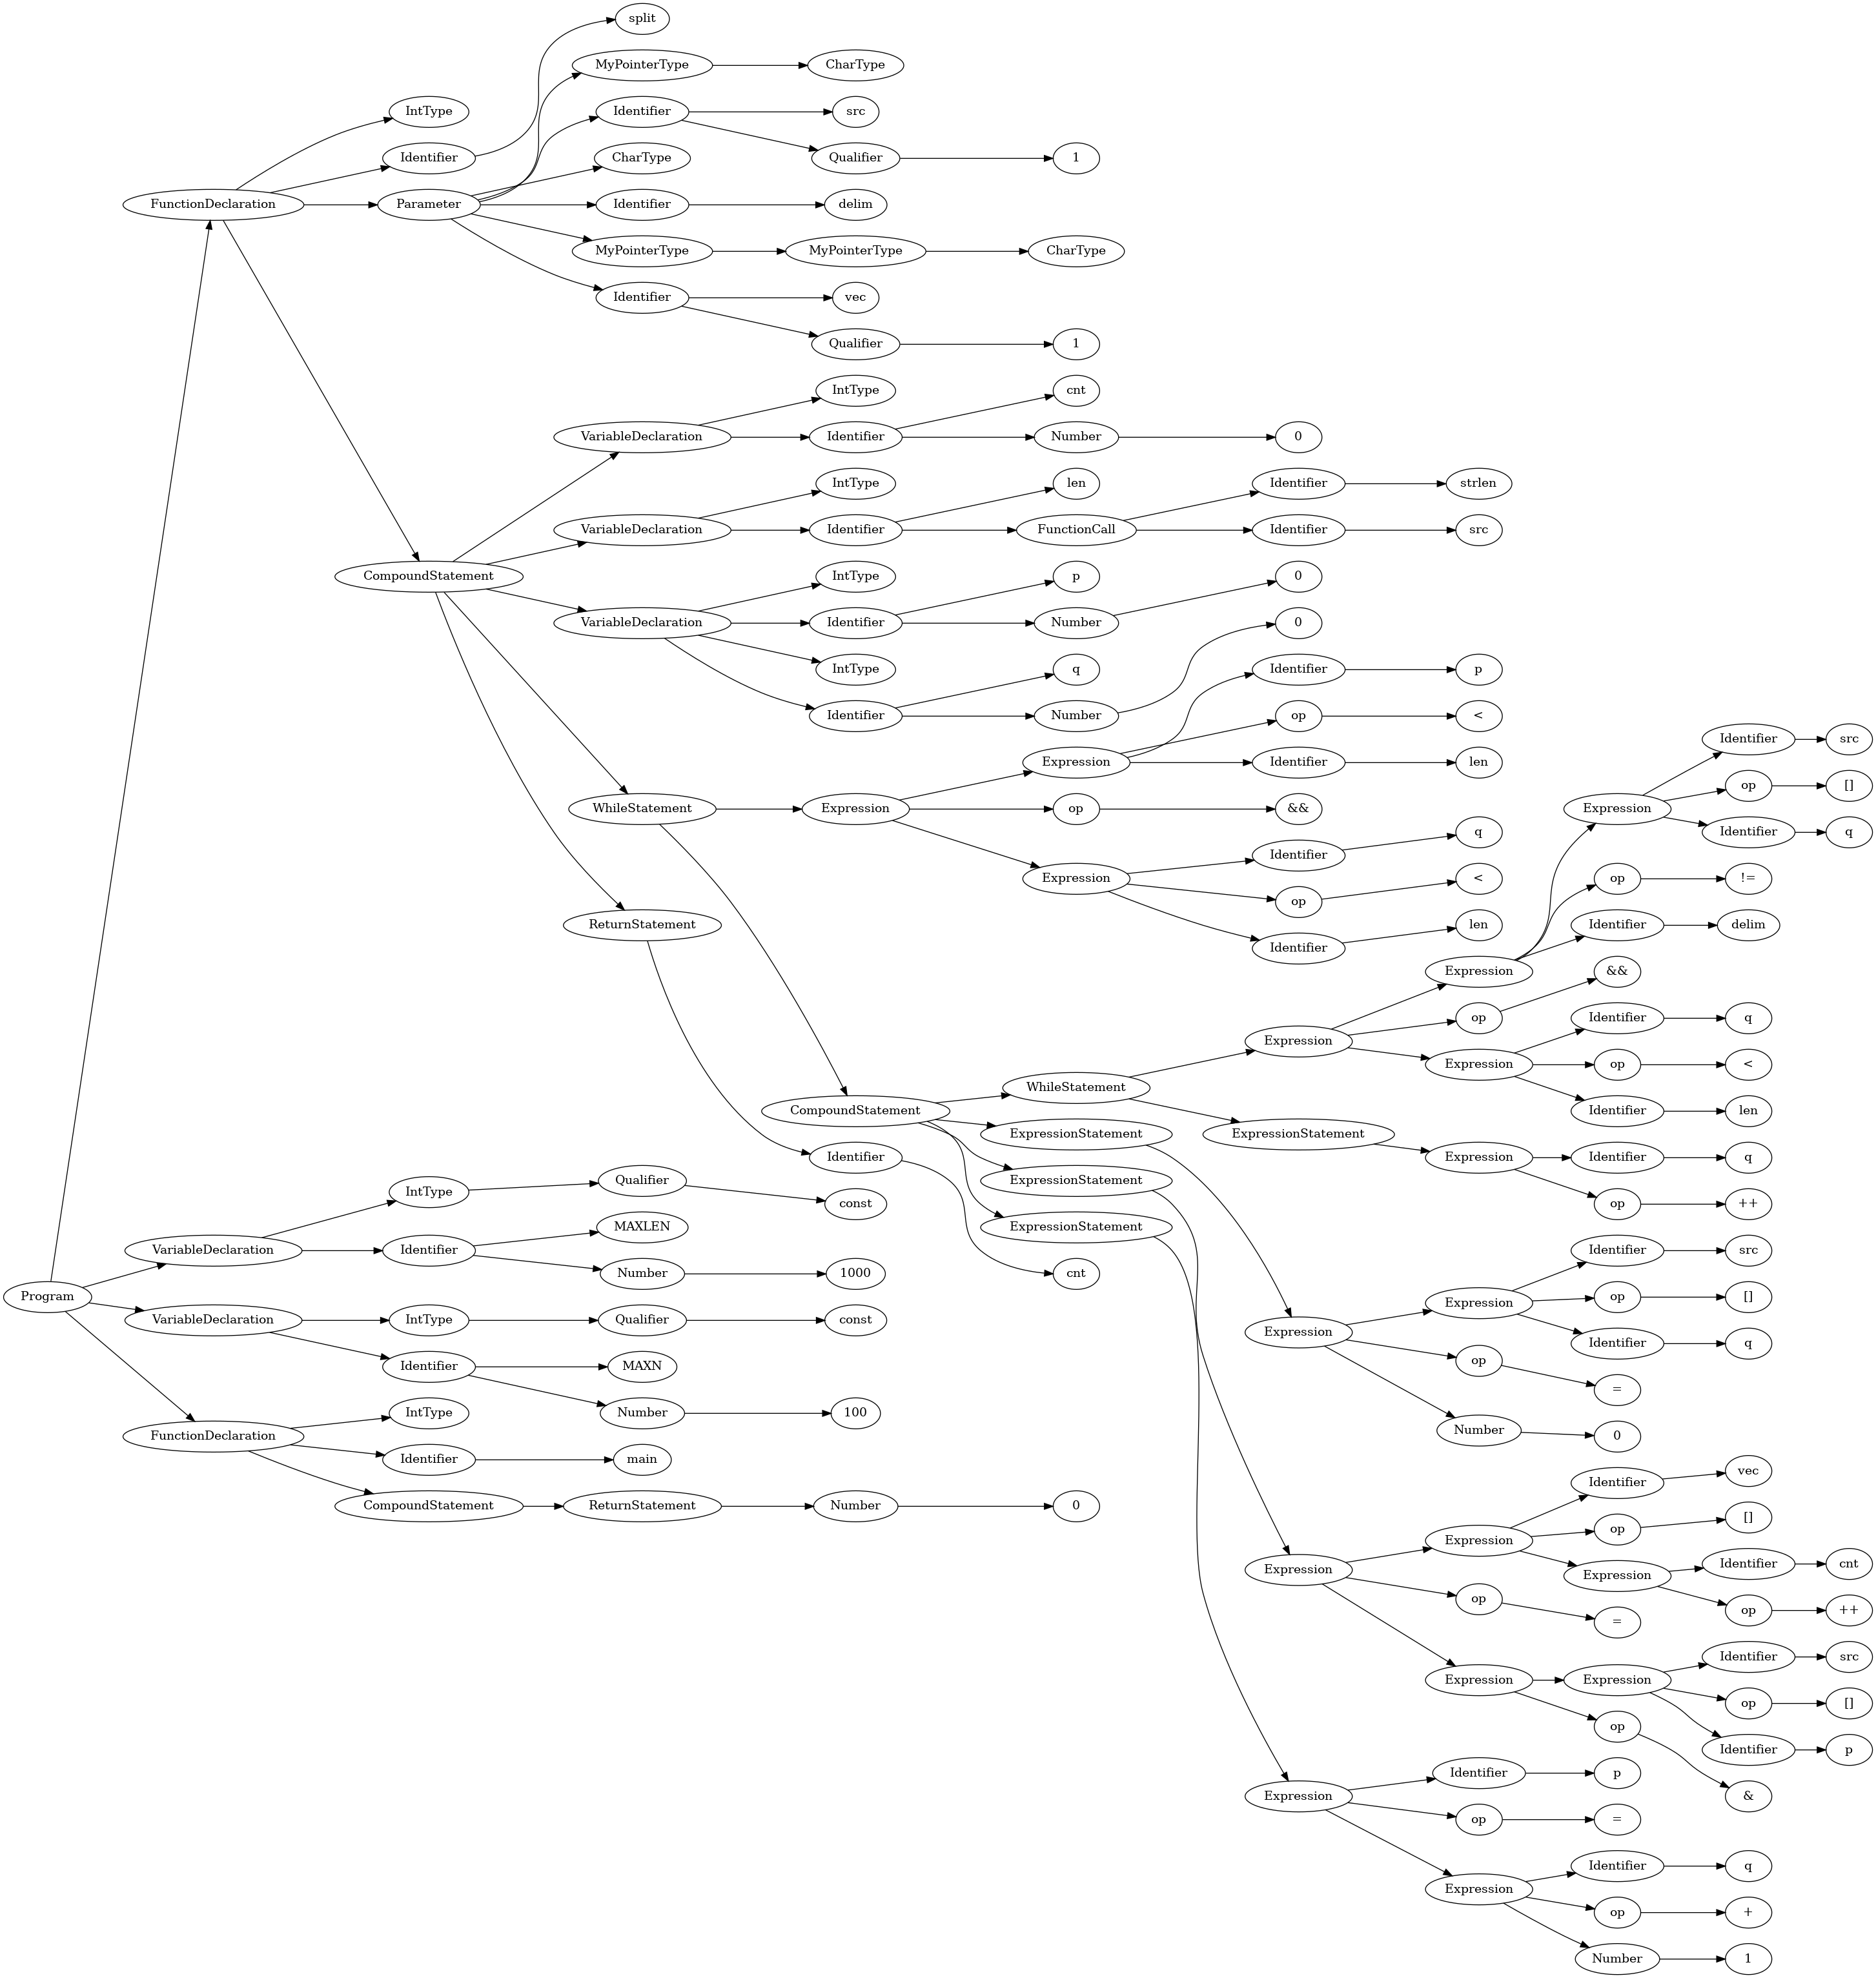 split
MyPointerType
CharType
IntType
Identifier
src
Identifier
CharType
Qualifier
1
FunctionDeclaration
Parameter
Identifier
delim
MyPointerType
MyPointerType
CharType
Identifier
vec
Qualifier
1
IntType
cnt
VariableDeclaration
Identifier
Number
0
IntType
len
Identifier
strlen
VariableDeclaration
Identifier
FunctionCall
Identifier
src
CompoundStatement
IntType
p
0
VariableDeclaration
Identifier
Number
0
IntType
q
Identifier
p
Identifier
Number
op
<
Identifier
src
Expression
Identifier
len
op
[]
WhileStatement
Expression
op
&&
Expression
q
Identifier
q
Identifier
Expression
<
op
!=
op
ReturnStatement
len
Identifier
delim
Identifier
Expression
&&
op
Identifier
q
Expression
Expression
op
<
WhileStatement
CompoundStatement
Identifier
len
ExpressionStatement
ExpressionStatement
Identifier
Expression
Identifier
q
ExpressionStatement
Qualifier
IntType
const
op
++
MAXLEN
ExpressionStatement
VariableDeclaration
Identifier
Identifier
src
Number
1000
cnt
Program
Expression
op
[]
VariableDeclaration
IntType
Qualifier
const
Expression
Identifier
q
Identifier
MAXN
op
=
IntType
Number
100
Number
0
FunctionDeclaration
Identifier
main
Identifier
vec
CompoundStatement
ReturnStatement
Number
0
op
[]
Expression
Expression
Expression
Identifier
cnt
op
=
op
++
Identifier
src
Expression
Expression
op
[]
op
Identifier
p
Identifier
p
Expression
&
op
=
Identifier
q
Expression
op
+
Number
1